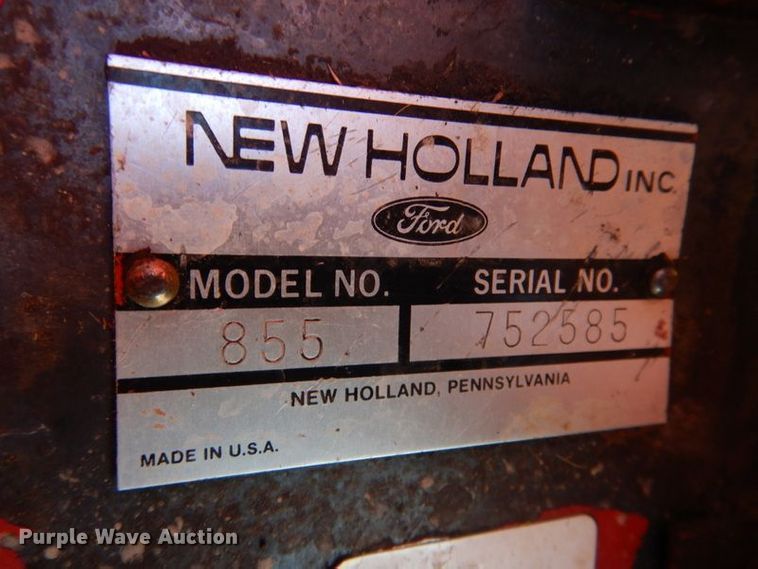 NEW HOLLAND INC.
Ford
MODEL NO. SERIAL NO.
855 752585
NEW HOLLAND, PENNSYLVANIA
MADE IN U.S.A.
Purple Wave Auction